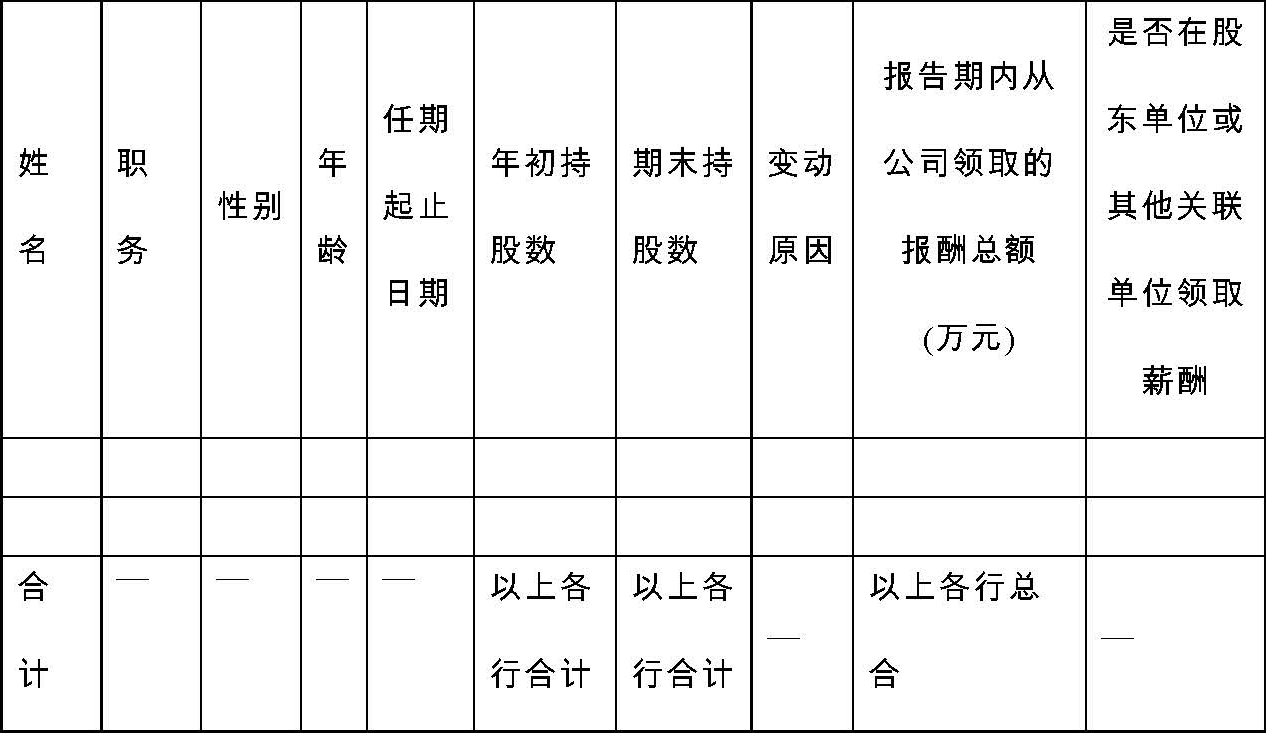 姓
名
职
务
性别
年
龄
任期
起止
日期
年初持
股数
期末持
股数
变动
原因
报告期内从
公司领取的
报酬总额
(万元)
是否在股
东单位或
其他关联
单位领取
薪酬
合
计
—
—
—
—
以上各
行合计
以上各
行合计
—
以上各行总
合
—